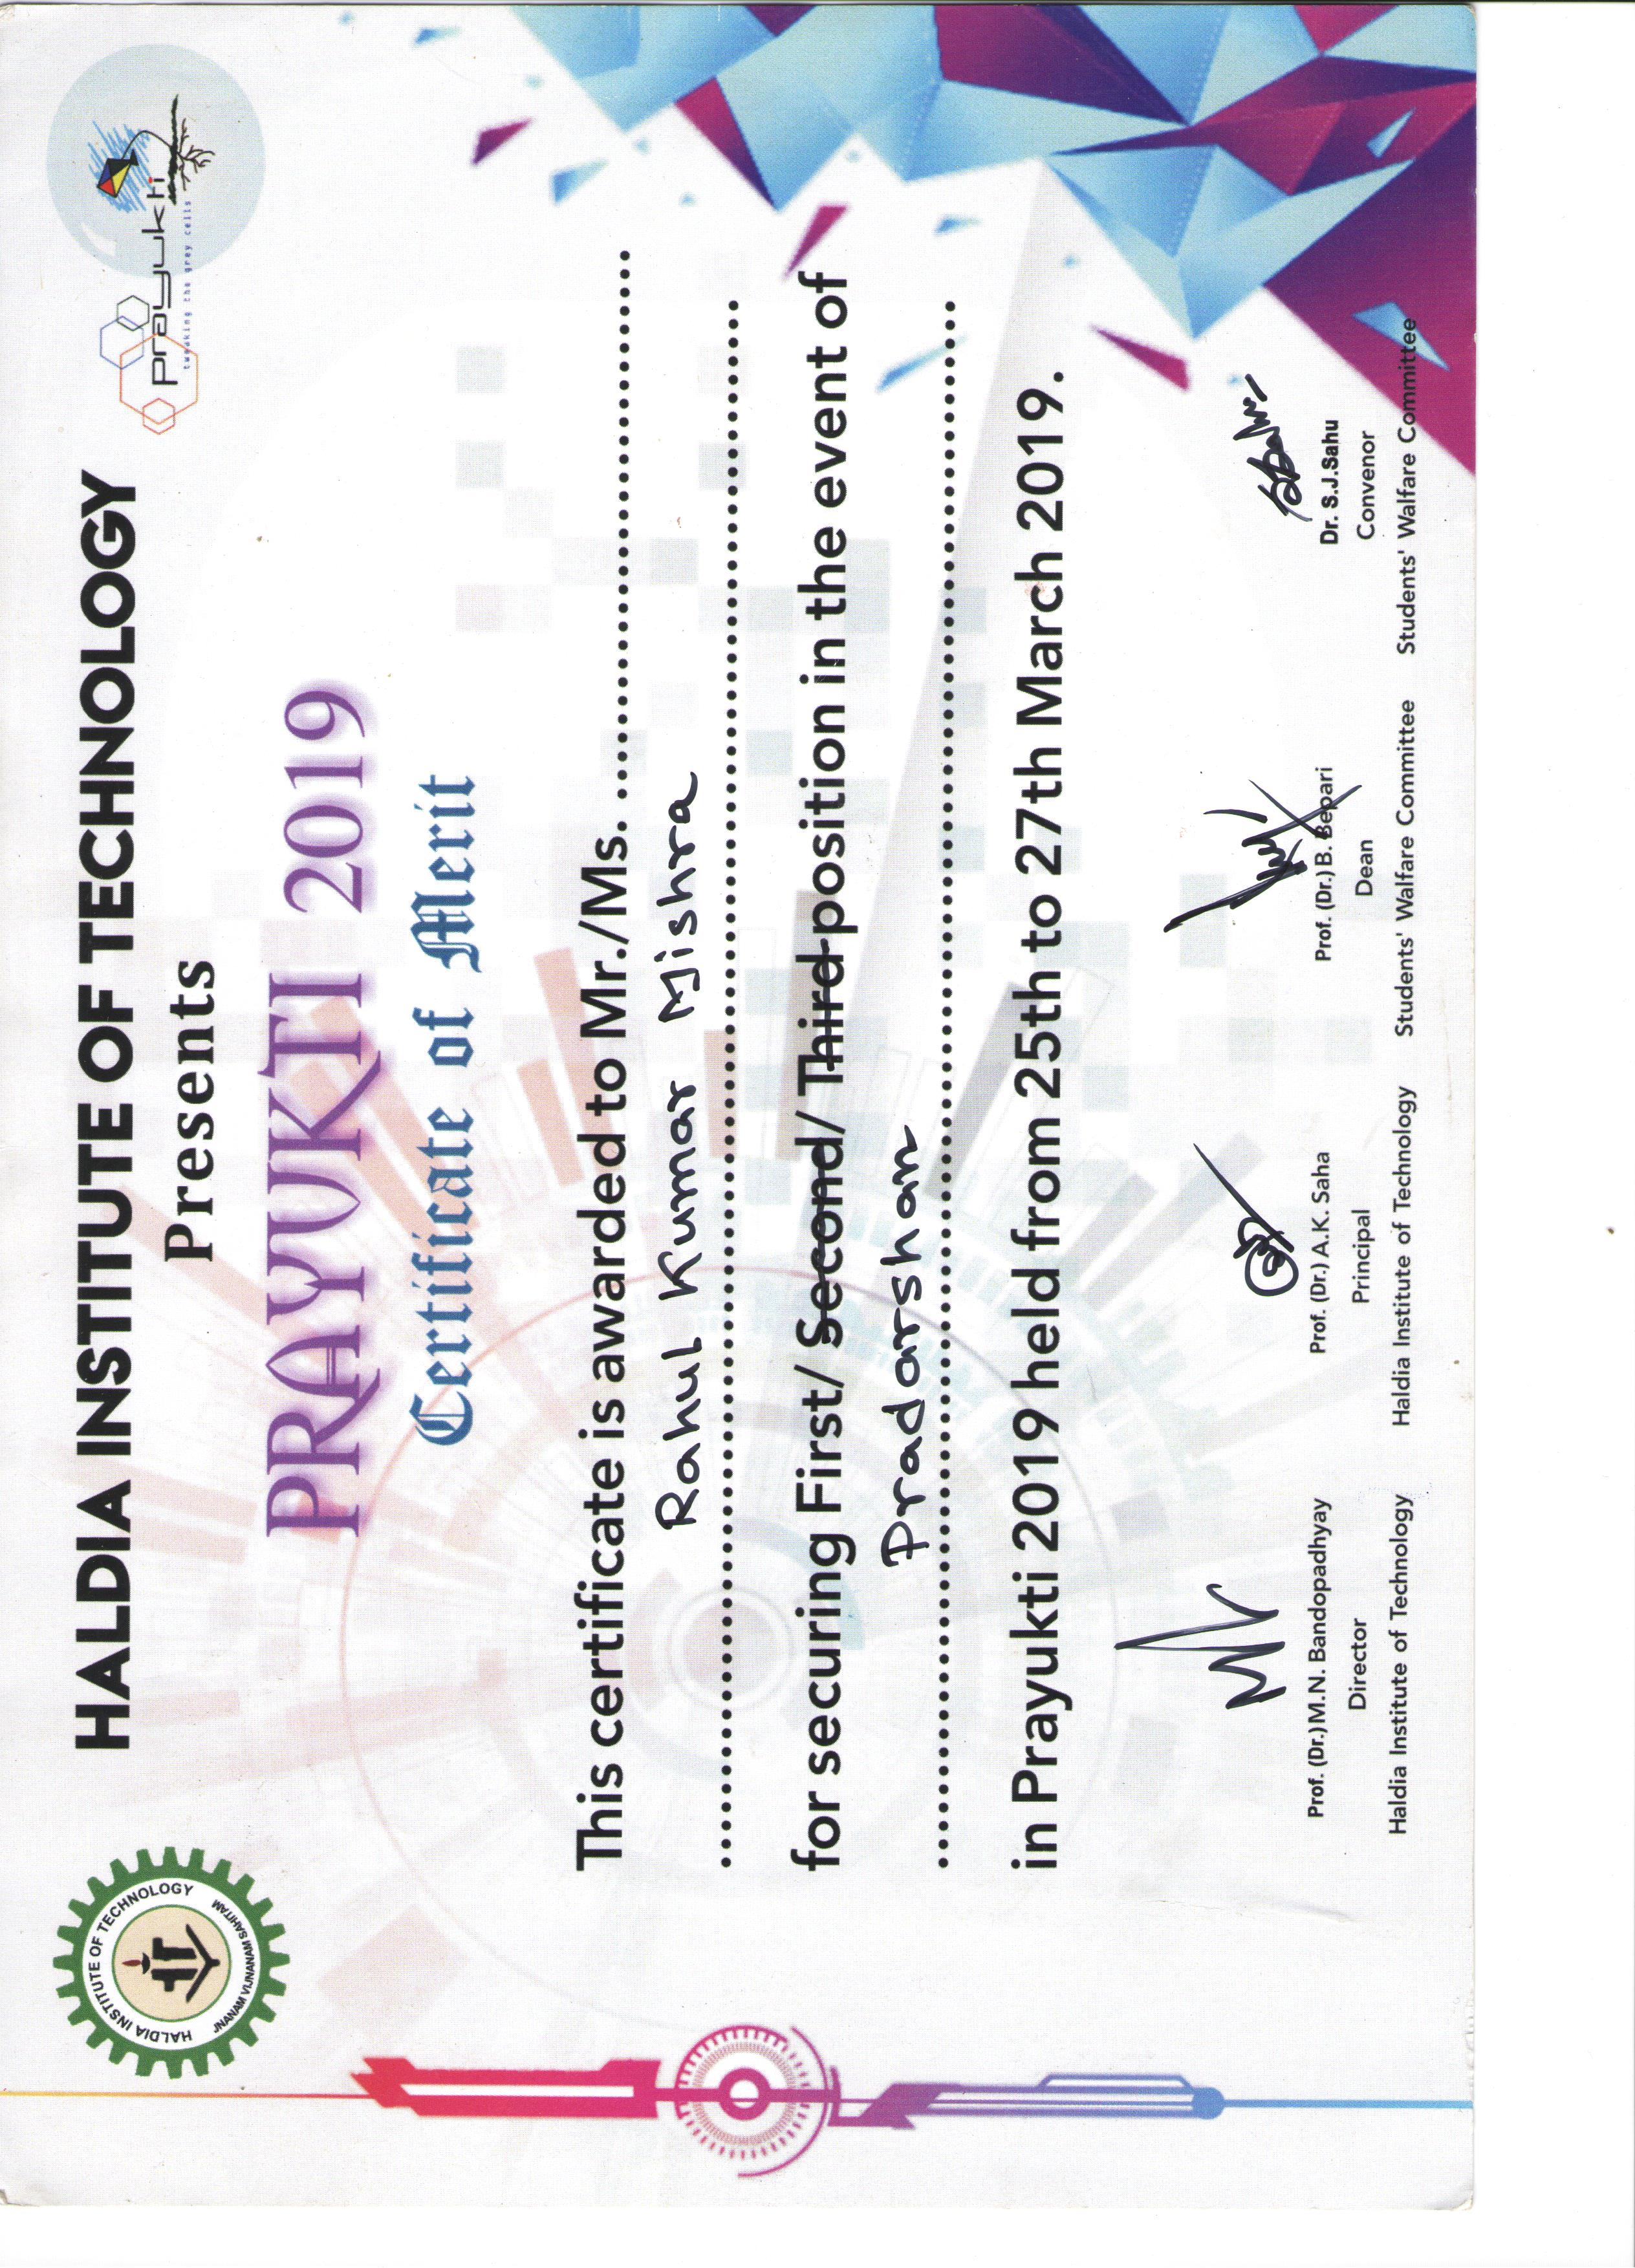 HALDIA INSTITUTE OF TECHNOLOGY
JNANAM VIJNANAM SAHITAM
HALDIA INSTITUTE OF TECHNOLOGY
Presents
prayukti
tweaking the grey cells
PRAYUKTI 2019
Certificate of Merit
This certificate is awarded to Mr./Ms. ..............................
Rahul Kumar Mishra
for securing First/ Second/ Third position in the event of
Pradarshan
in Prayukti 2019 held from 25th to 27th March 2019.
Prof. (Dr.) M.N. Bandopadhyay
Director
Haldia Institute of Technology
Prof. (Dr.) A.K. Saha
Principal
Haldia Institute of Technology
Prof. (Dr.) B. Bepari
Dean
Students' Walfare Committee
Dr. S.J.Sahu
Convenor
Students' Walfare Committee